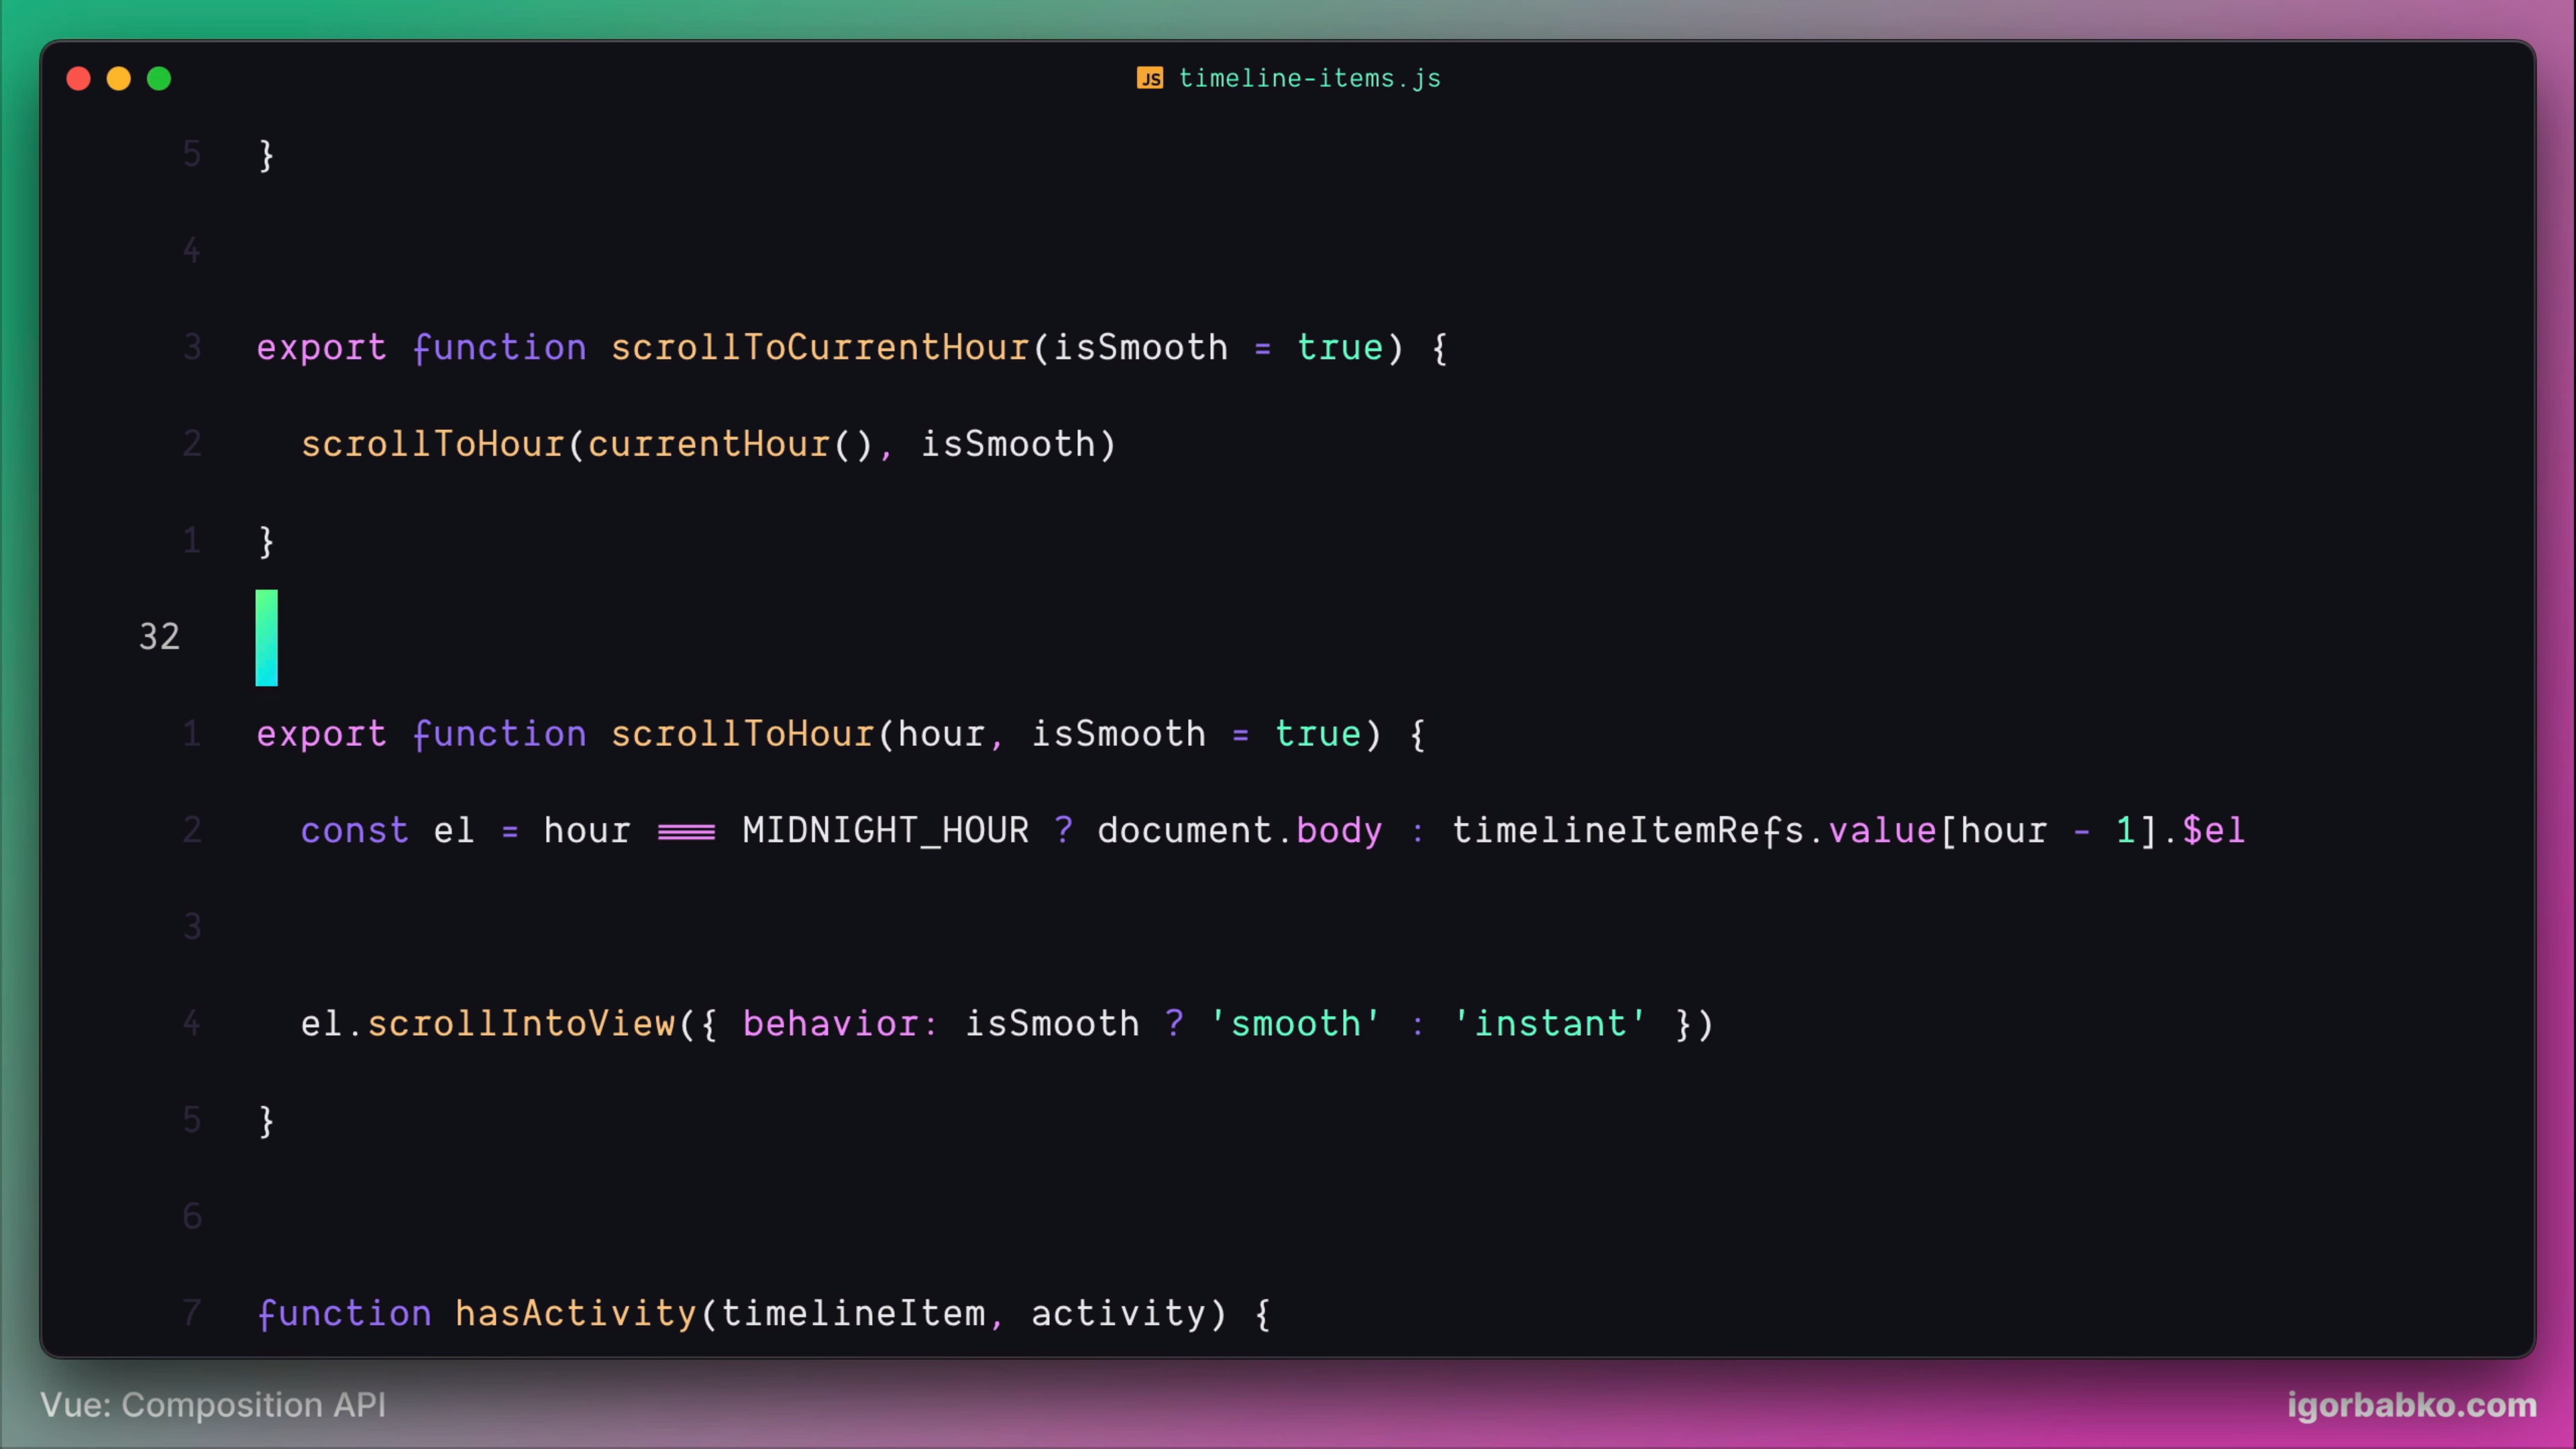 JS timeline-items.js
5 }
4
3 export function scrollToCurrentHour(isSmooth = true) {
2 scrollToHour(currentHour(), isSmooth)
1 }
32
1 export function scrollToHour(hour, isSmooth = true) {
2 const el = hour === MIDNIGHT_HOUR ? document.body : timelineItemRefs.value[hour - 1].$el
3
4 el.scrollIntoView({ behavior: isSmooth ? 'smooth' : 'instant' })
5 }
6
7 function hasActivity(timelineItem, activity) {
Vue: Composition API
igorbabko.com